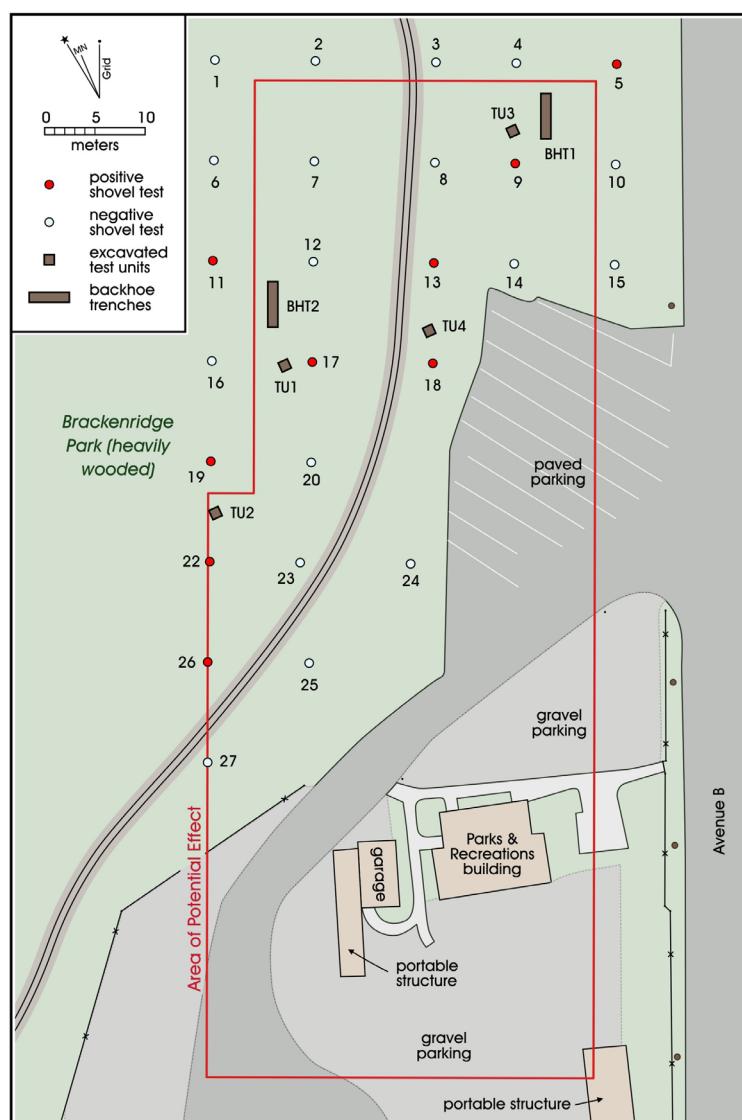 MN
Grid
0 5 10
meters
positive
shovel test
negative
shovel test
excavated
test units
backhoe
trenches
1
2
3
4
5
TU3
BHT1
6
7
8
9
10
11
12
13
14
15
BHT2
TU4
16
TU1
17
18
Brackenridge
Park (heavily
wooded)
19
20
paved
parking
TU2
22
23
24
26
25
gravel
parking
27
Area of Potential Effect
Avenue B
garage
Parks &
Recreations
building
portable
structure
gravel
parking
portable structure